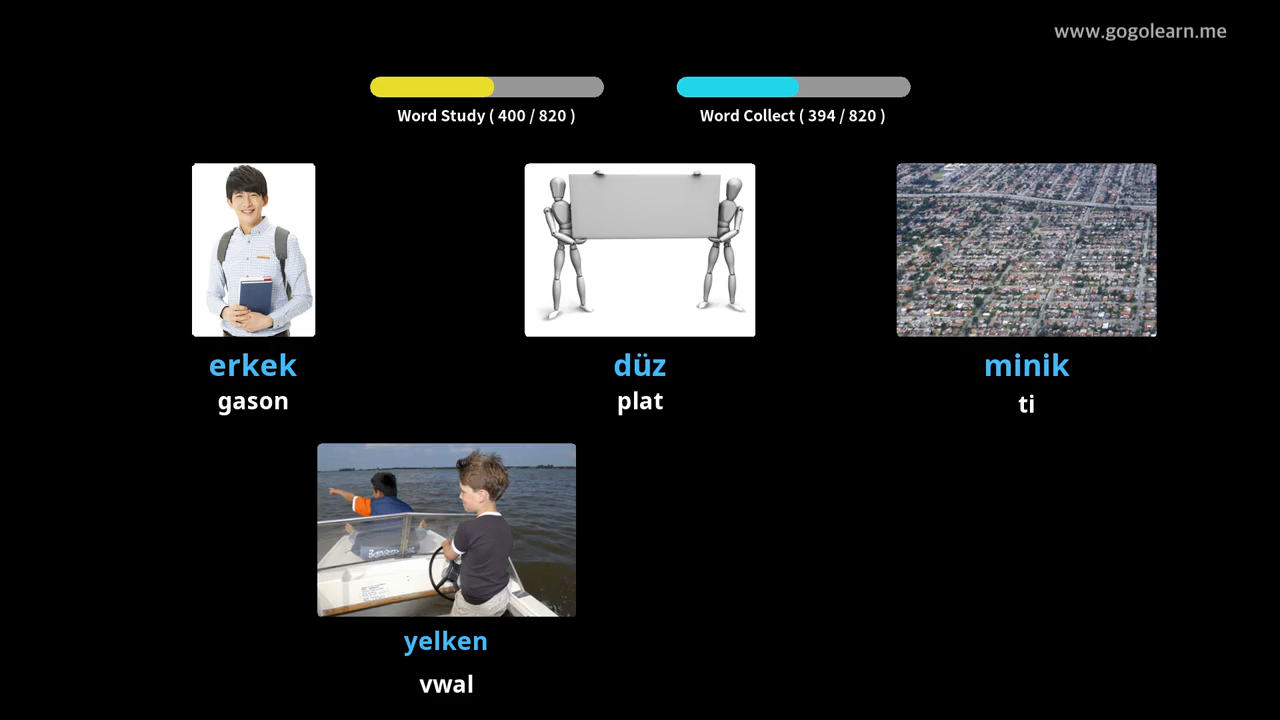 www.gogolearn.me
Word Study ( 400 / 820 )
Word Collect ( 394 / 820 )
erkek
gason
düz
plat
minik
ti
yelken
vwal